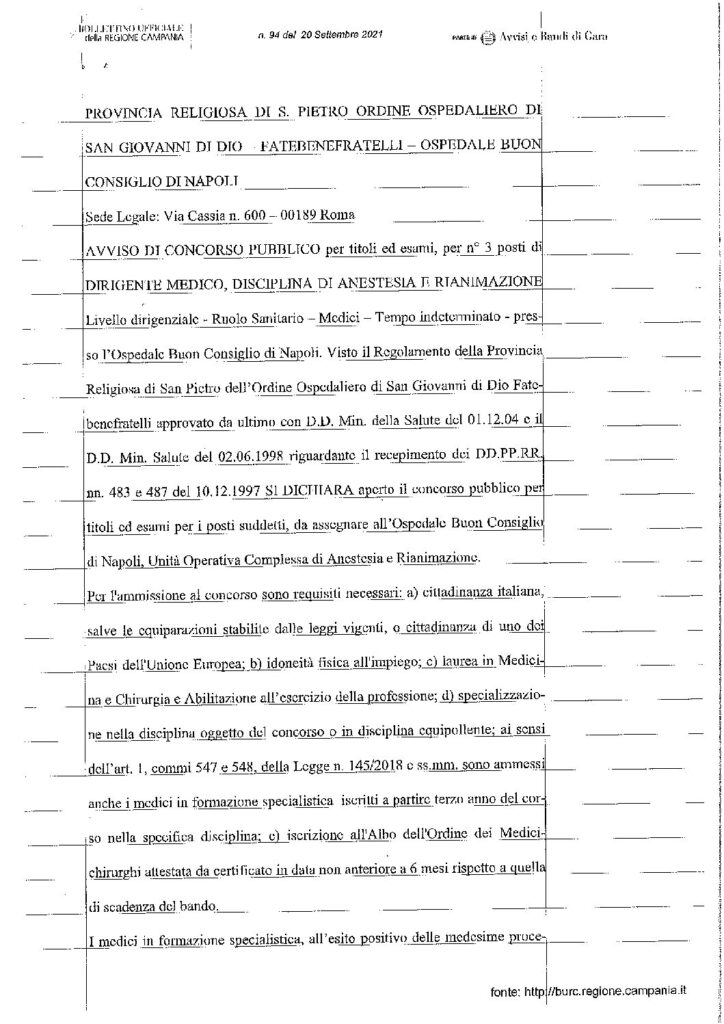 BOLLETTINO UFFICIALE
della REGIONE CAMPANIA
n. 94 del 20 Settembre 2021
PARTE III Avvisi e Bandi di Gara
PROVINCIA RELIGIOSA DI S. PIETRO ORDINE OSPEDALIERO DI
SAN GIOVANNI DI DIO – FATEBENEFRATELLI – OSPEDALE BUON
CONSIGLIO DI NAPOLI
Sede Legale: Via Cassia n. 600 – 00189 Roma
AVVISO DI CONCORSO PUBBLICO per titoli ed esami, per n° 3 posti di
DIRIGENTE MEDICO, DISCIPLINA DI ANESTESIA E RIANIMAZIONE
Livello dirigenziale - Ruolo Sanitario – Medici – Tempo indeterminato - pres-
so l'Ospedale Buon Consiglio di Napoli. Visto il Regolamento della Provincia
Religiosa di San Pietro dell'Ordine Ospedaliero di San Giovanni di Dio Fate-
benefratelli approvato da ultimo con D.D. Min. della Salute del 01.12.04 e il
D.D. Min. Salute del 02.06.1998 riguardante il recepimento dei DD.PP.RR.
nn. 483 e 487 del 10.12.1997 SI DICHIARA aperto il concorso pubblico per
titoli ed esami per i posti suddetti, da assegnare all'Ospedale Buon Consiglio
di Napoli, Unità Operativa Complessa di Anestesia e Rianimazione.
Per l'ammissione al concorso sono requisiti necessari: a) cittadinanza italiana,
salve le equiparazioni stabilite dalle leggi vigenti, o cittadinanza di uno dei
Paesi dell'Unione Europea; b) idoneità fisica all'impiego; c) laurea in Medici-
na e Chirurgia e Abilitazione all'esercizio della professione; d) specializzazio-
ne nella disciplina oggetto del concorso o in disciplina equipollente; ai sensi
dell'art. 1, commi 547 e 548, della Legge n. 145/2018 e ss.mm. sono ammessi
anche i medici in formazione specialistica iscritti a partire terzo anno del cor-
so nella specifica disciplina; e) iscrizione all'Albo dell'Ordine dei Medici-
chirurghi attestata da certificato in data non anteriore a 6 mesi rispetto a quella
di scadenza del bando.
I medici in formazione specialistica, all'esito positivo delle medesime proce-
fonte: http://burc.regione.campania.it